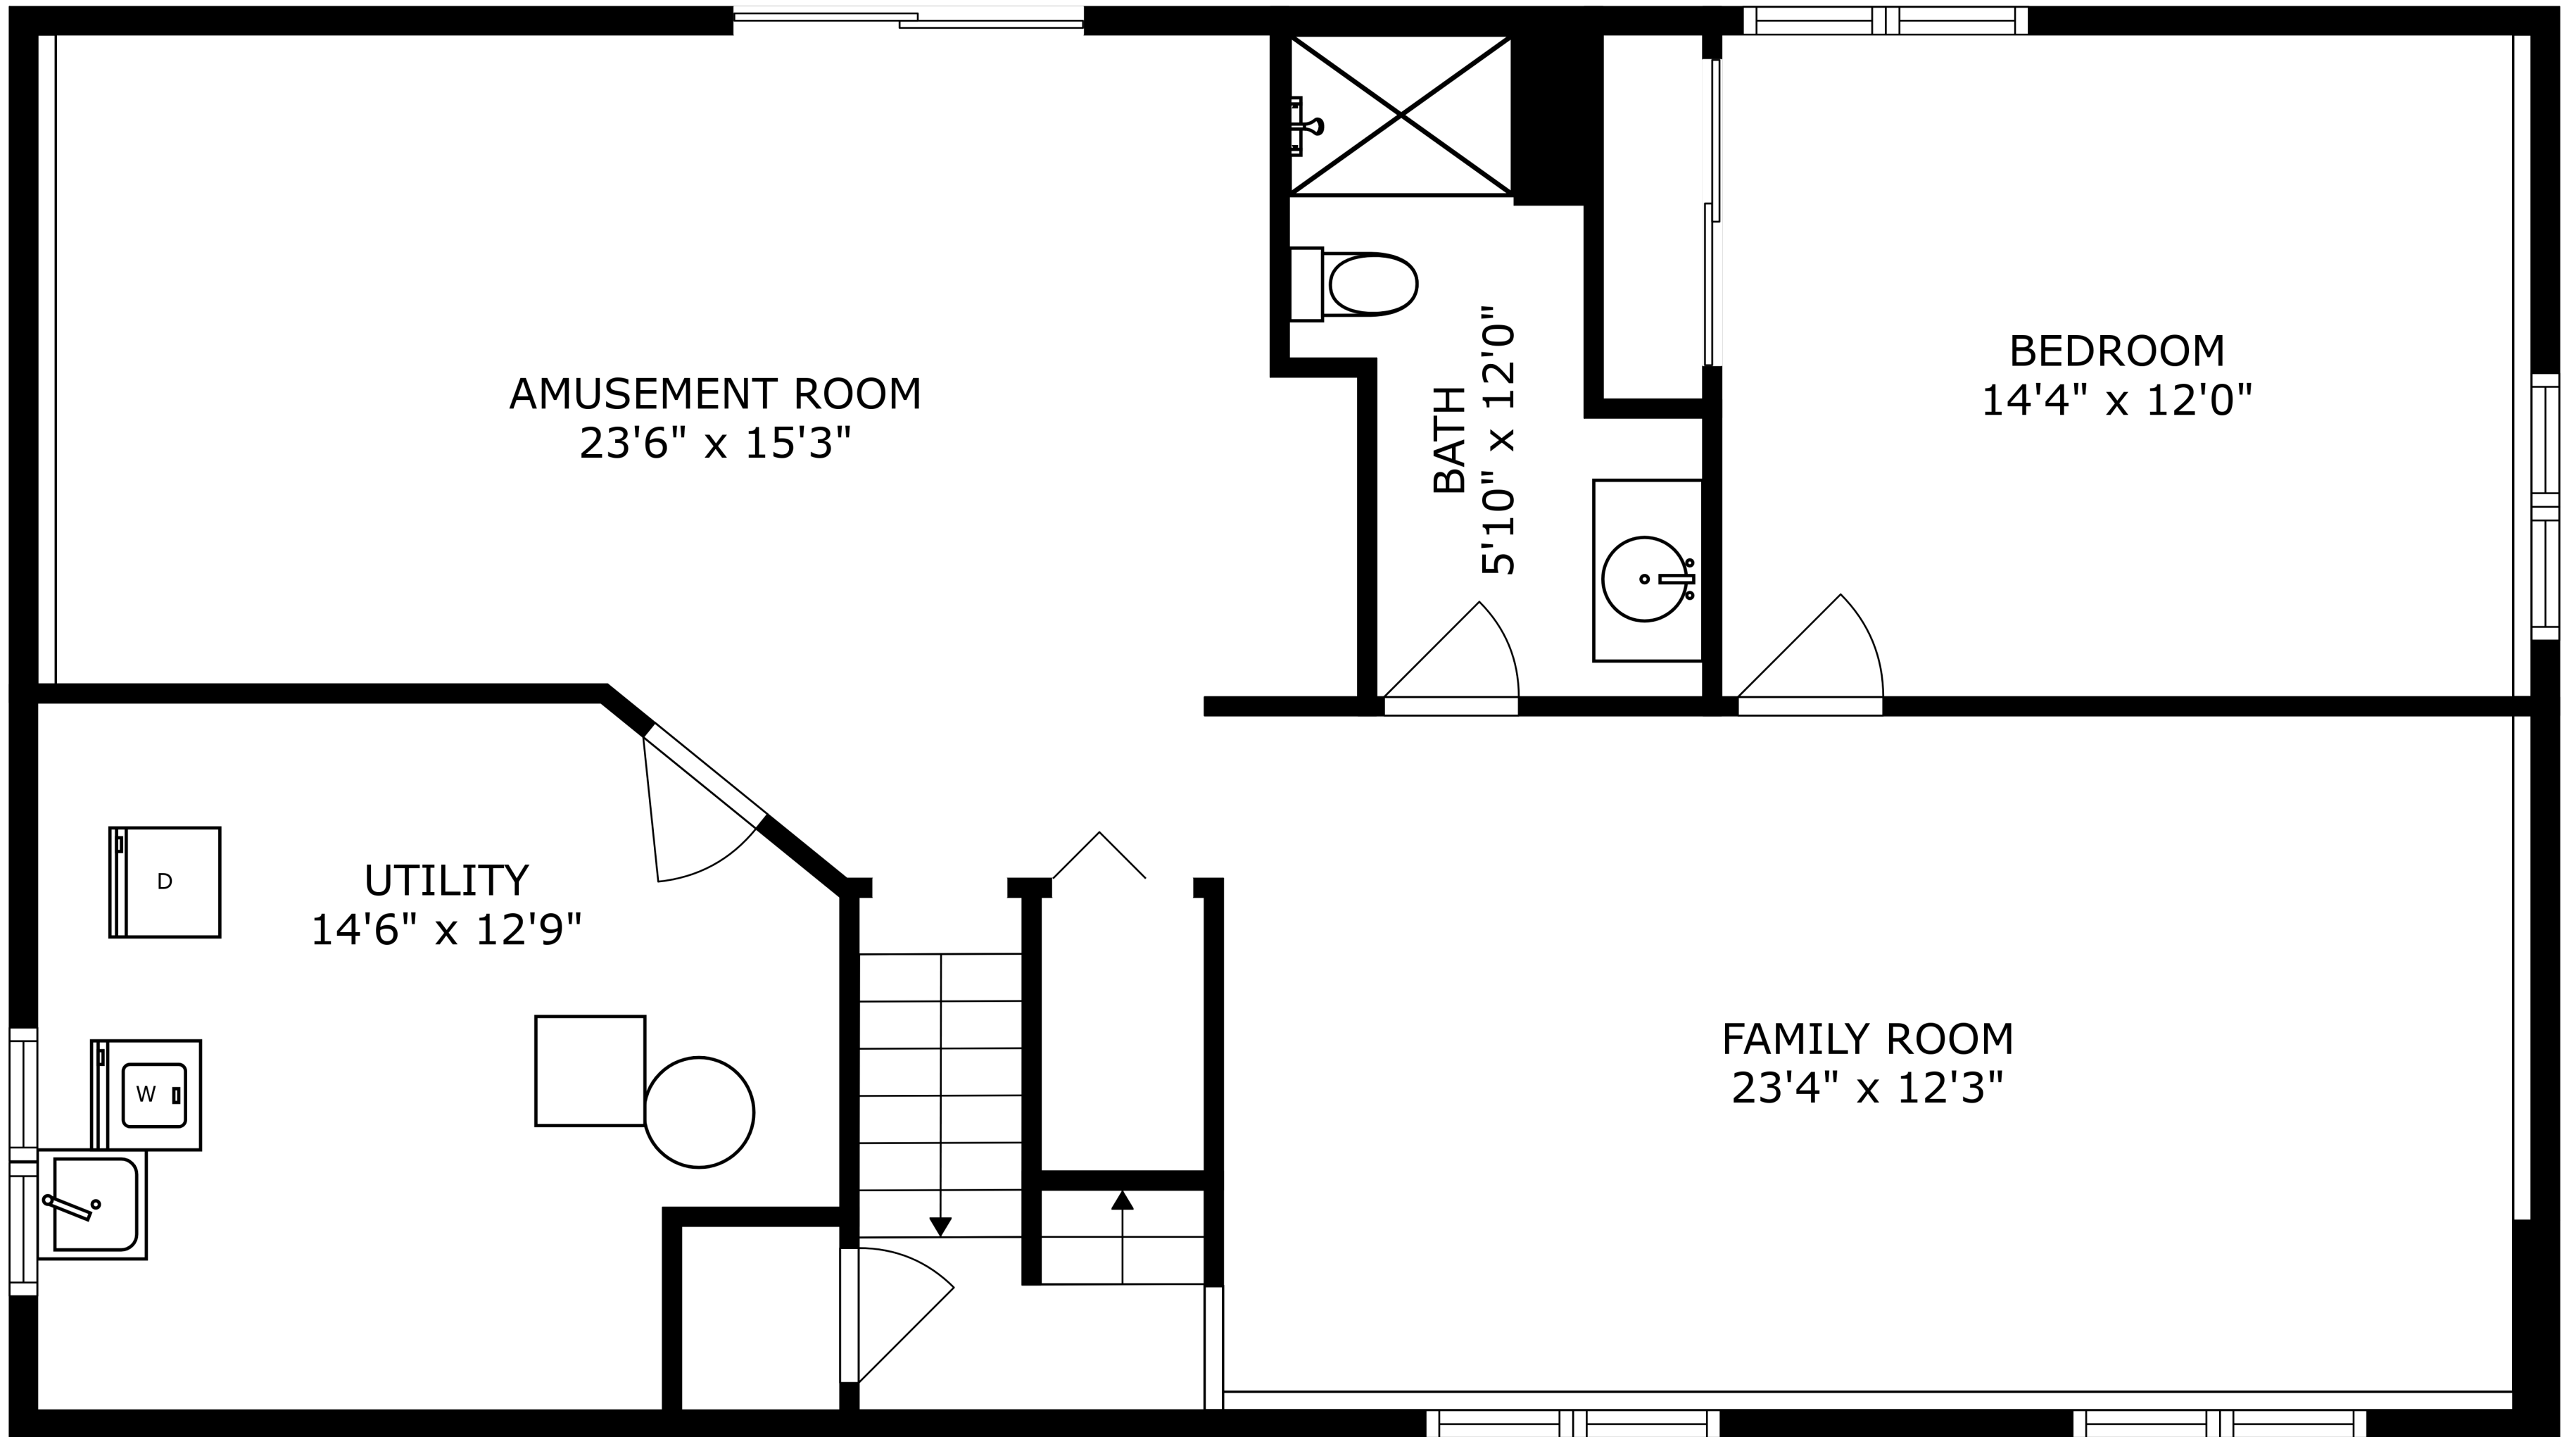 AMUSEMENT ROOM
23'6" x 15'3"
BATH
5'10" x 12'0"
BEDROOM
14'4" x 12'0"
D
UTILITY
14'6" x 12'9"
W
FAMILY ROOM
23'4" x 12'3"